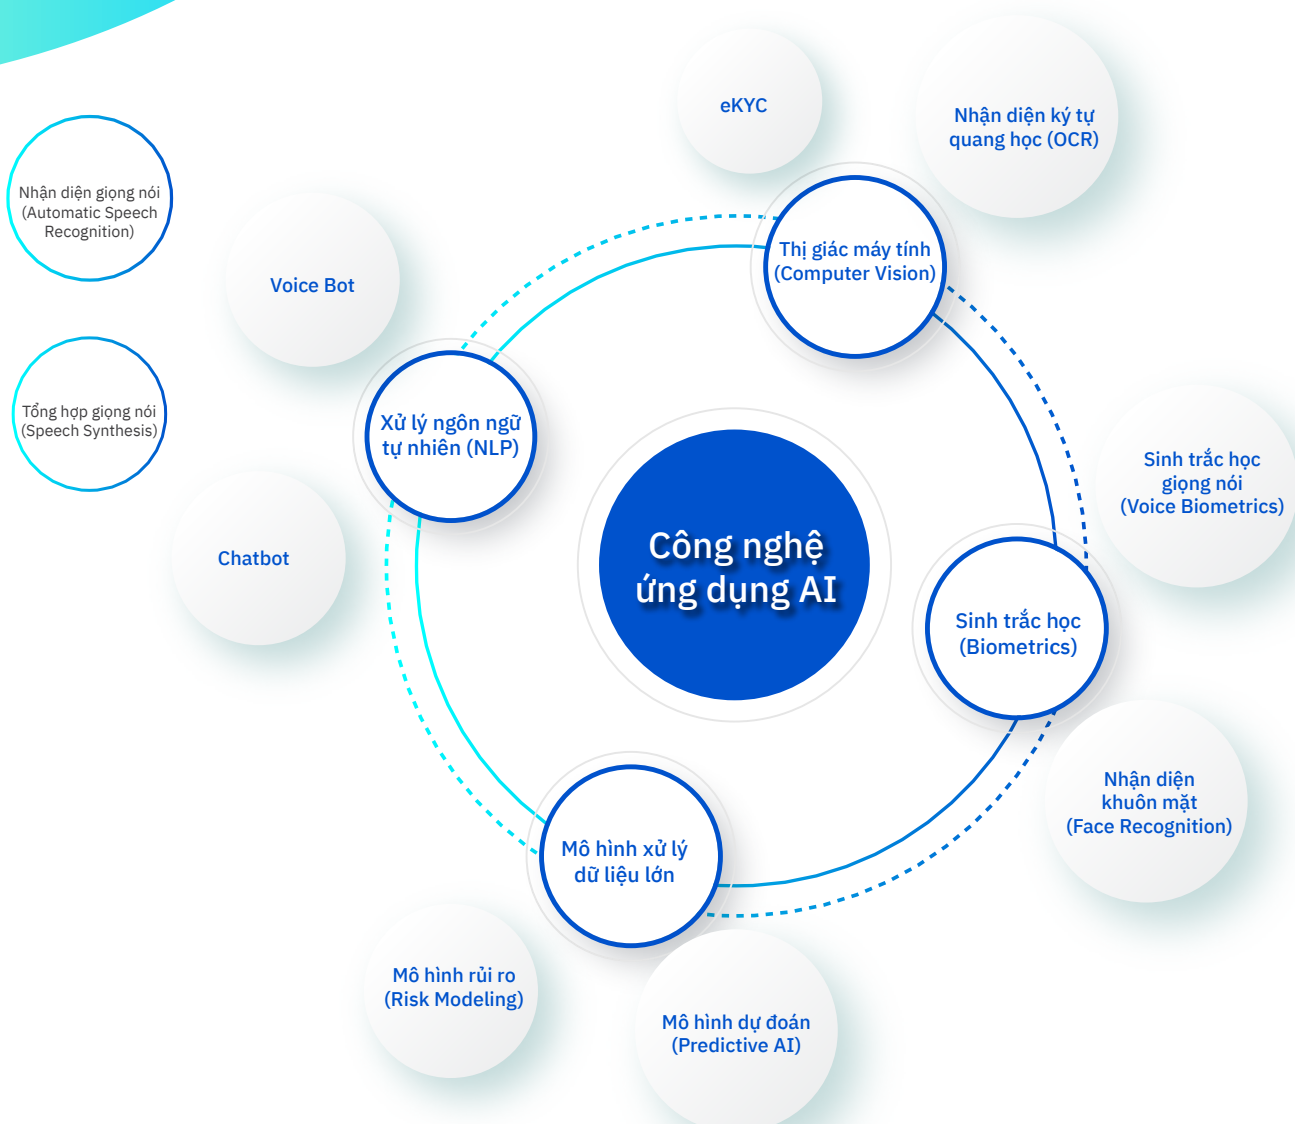 eKYC
Nhận diện ký tự
quang học (OCR)
Nhận diện giọng nói
(Automatic Speech
Recognition)
Voice Bot
Thị giác máy tính
(Computer Vision)
Tổng hợp giọng nói
(Speech Synthesis)
Xử lý ngôn ngữ
tự nhiên (NLP)
Sinh trắc học
giọng nói
(Voice Biometrics)
Chatbot
Công nghệ
ứng dụng AI
Sinh trắc học
(Biometrics)
Nhận diện
khuôn mặt
(Face Recognition)
Mô hình xử lý
dữ liệu lớn
Mô hình rủi ro
(Risk Modeling)
Mô hình dự đoán
(Predictive AI)